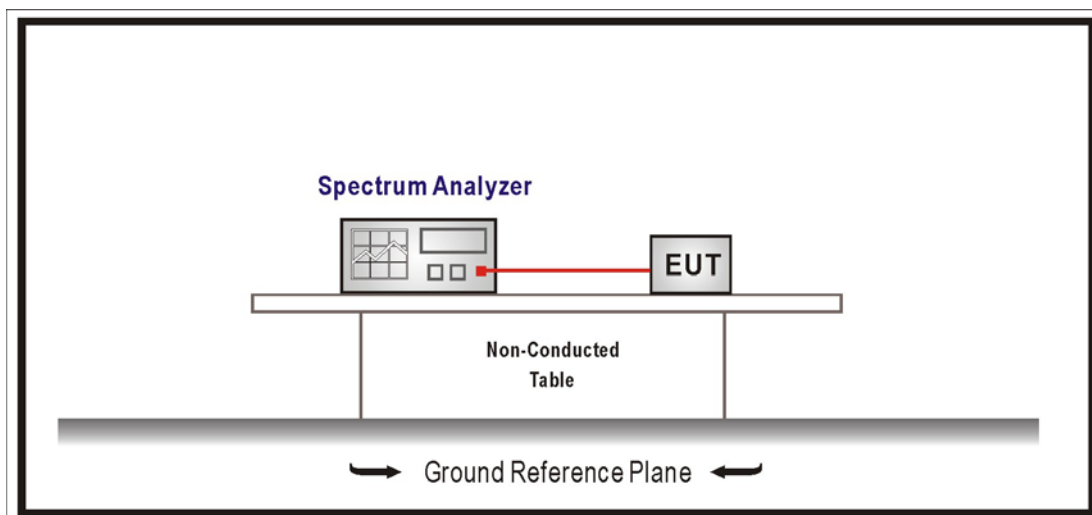 Spectrum Analyzer
EUT
Non-Conducted
Table
Ground Reference Plane